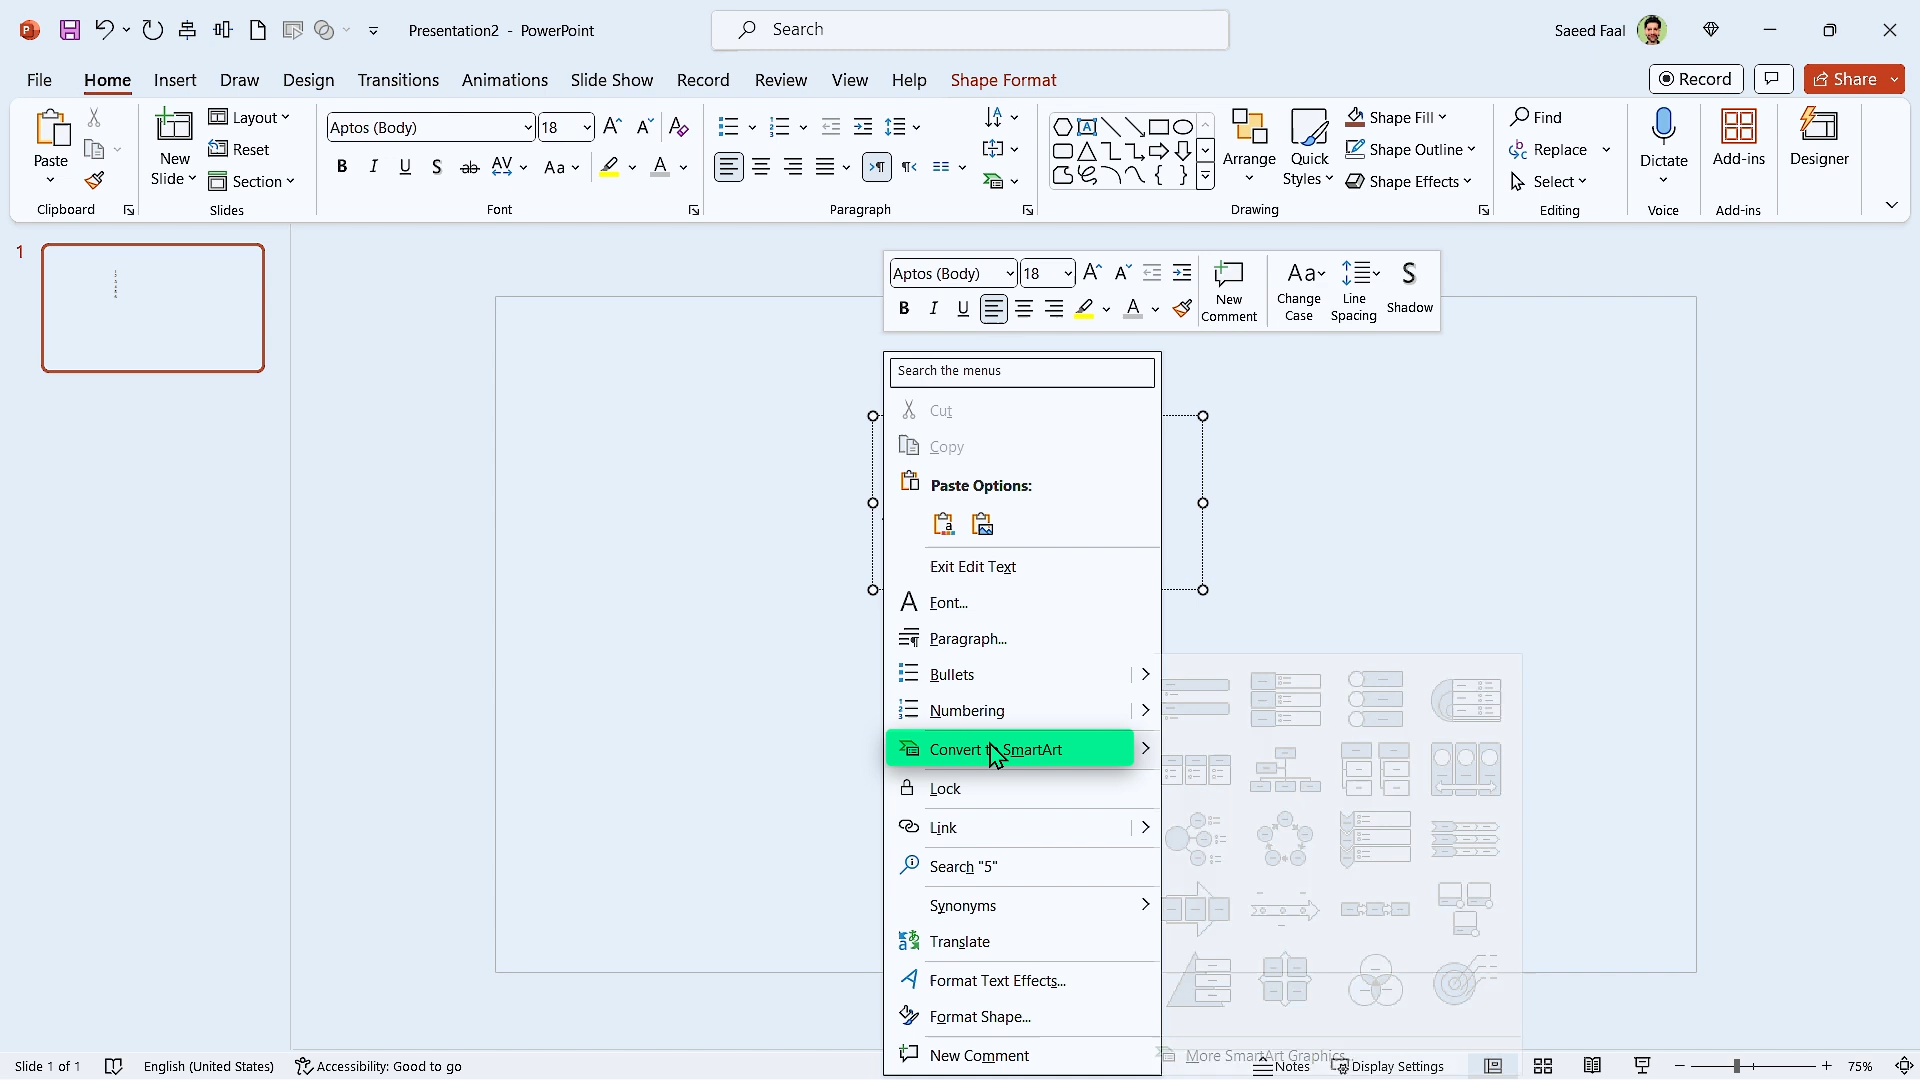 Presentation2 - PowerPoint
Search
Saeed Faal
File Home Insert Draw Design Transitions Animations Slide Show Record Review View Help Shape Format
Record
Share
Paste
Clipboard
New
Slide
Layout
Reset
Section
Slides
Aptos (Body)
18
Font
Paragraph
Arrange
Quick
Styles
Shape Fill
Shape Outline
Shape Effects
Drawing
Find
Replace
Select
Editing
Dictate
Voice
Add-ins
Add-ins
Designer
1
Aptos (Body)
18
New
Comment
Change
Case
Line
Spacing
Shadow
Search the menus
Cut
Copy
Paste Options:
Exit Edit Text
Font...
Paragraph...
Bullets
Numbering
Convert to SmartArt
Lock
Link
Search "5"
Synonyms
Translate
Format Text Effects...
Format Shape...
New Comment
More SmartArt Graphics...
Slide 1 of 1
English (United States)
Accessibility: Good to go
Notes
Display Settings
75%